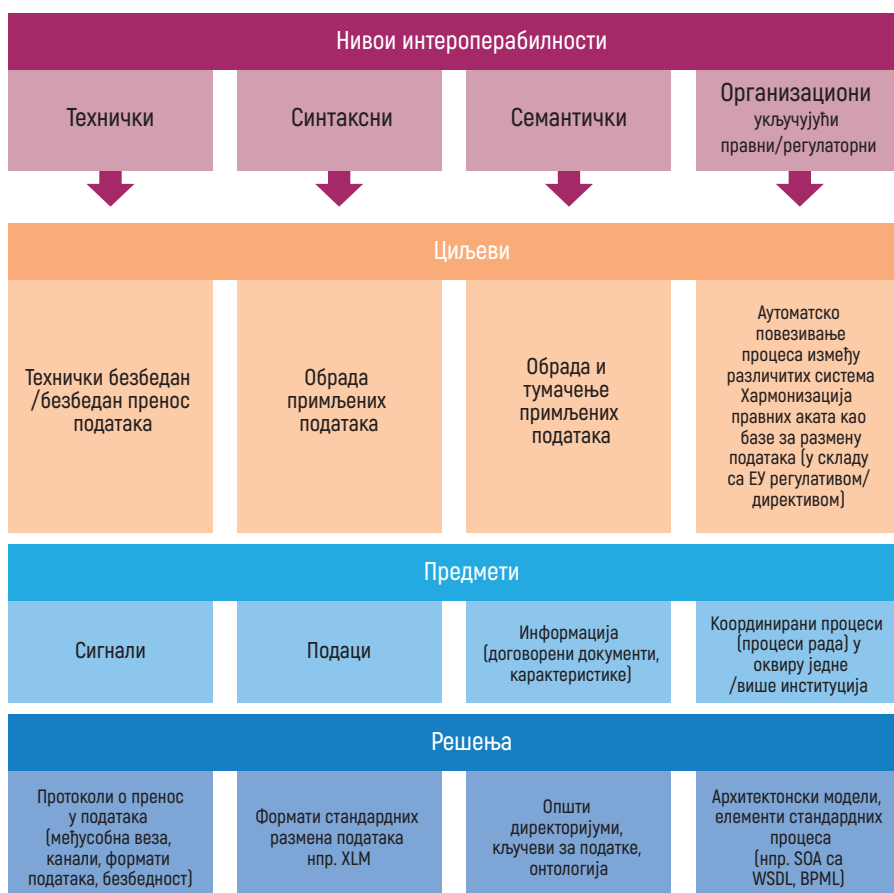 Нивои интероперабилности
Технички
Синтаксни
Семантички
Организациони
укључујући
правни/регулаторни
Циљеви
Технички безбедан
/безбедан пренос
података
Обрада
примљених
података
Обрада и
тумачење
примљених
података
Аутоматско
повезивање
процеса између
различитих система
Хармонизација
правних аката као
базе за размену
података (у складу
са ЕУ регулативом/
директивом)
Предмети
Сигнали
Подаци
Информација
(договорени документи,
карактеристике)
Координирани процеси
(процеси рада) у
оквиру једне
/више институција
Решења
Протоколи о пренос
у података
(међусобна веза,
канали, формати
података, безбедност)
Формати стандардних
размена података
нпр. XLM
Општи
директоријуми,
кључеви за податке,
онтологија
Архитектонски модели,
елементи стандардних
процеса
(нпр. SOA са
WSDL, BPML)